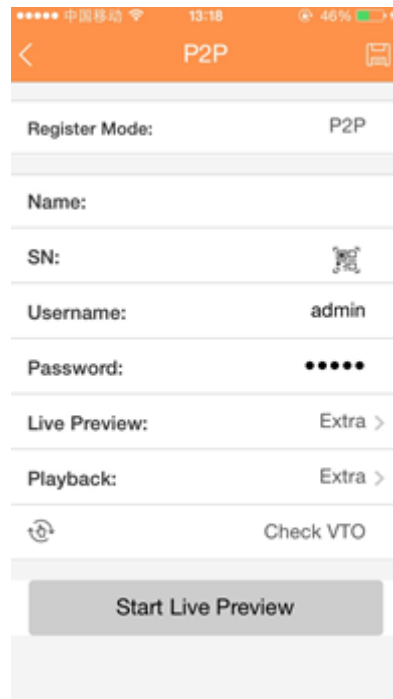 中国移动 13:18 46%
P2P
Register Mode: P2P
Name:
SN:
Username: admin
Password: •••••
Live Preview: Extra >
Playback: Extra >
Check VTO
Start Live Preview